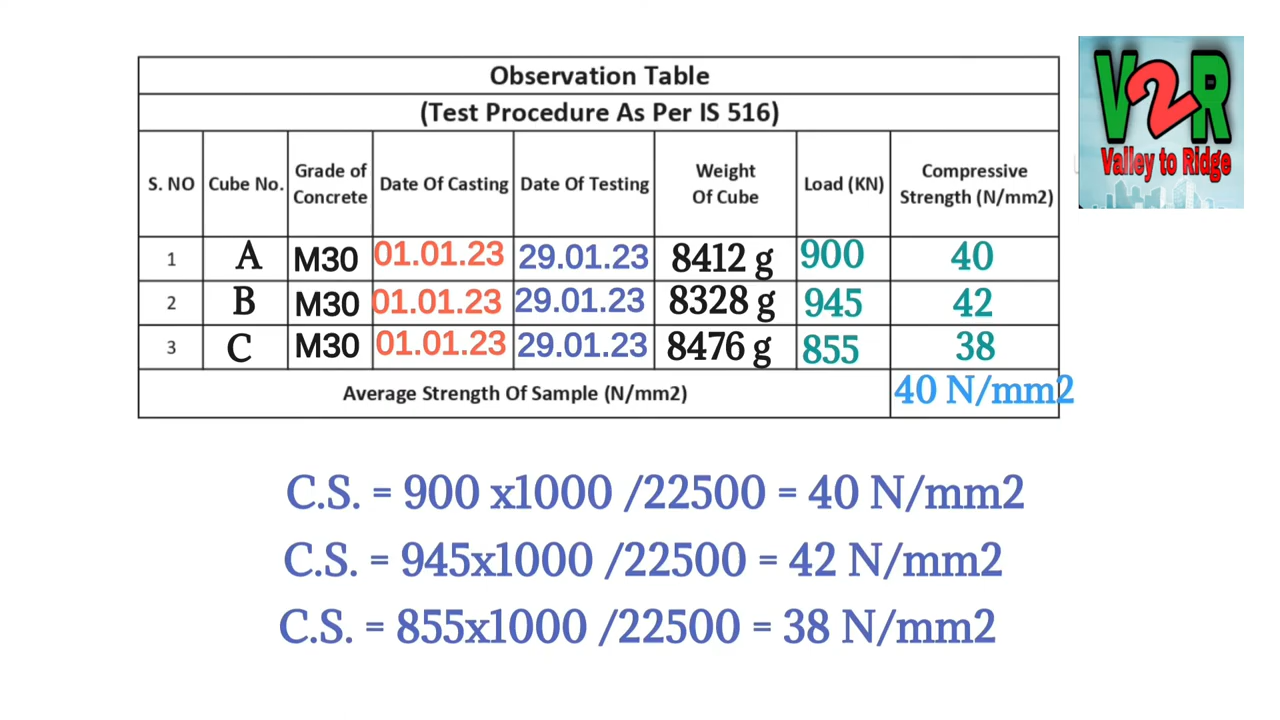 Observation Table
(Test Procedure As Per IS 516)
S. NO Cube No. Grade of Concrete Date Of Casting Date Of Testing Weight Of Cube Load (KN) Compressive Strength (N/mm2)
1 A M30 01.01.23 29.01.23 8412 g 900 40
2 B M30 01.01.23 29.01.23 8328 g 945 42
3 C M30 01.01.23 29.01.23 8476 g 855 38
Average Strength Of Sample (N/mm2) 40 N/mm2
C.S. = 900 x1000 /22500 = 40 N/mm2
C.S. = 945x1000 /22500 = 42 N/mm2
C.S. = 855x1000 /22500 = 38 N/mm2
V2R
Valley to Ridge